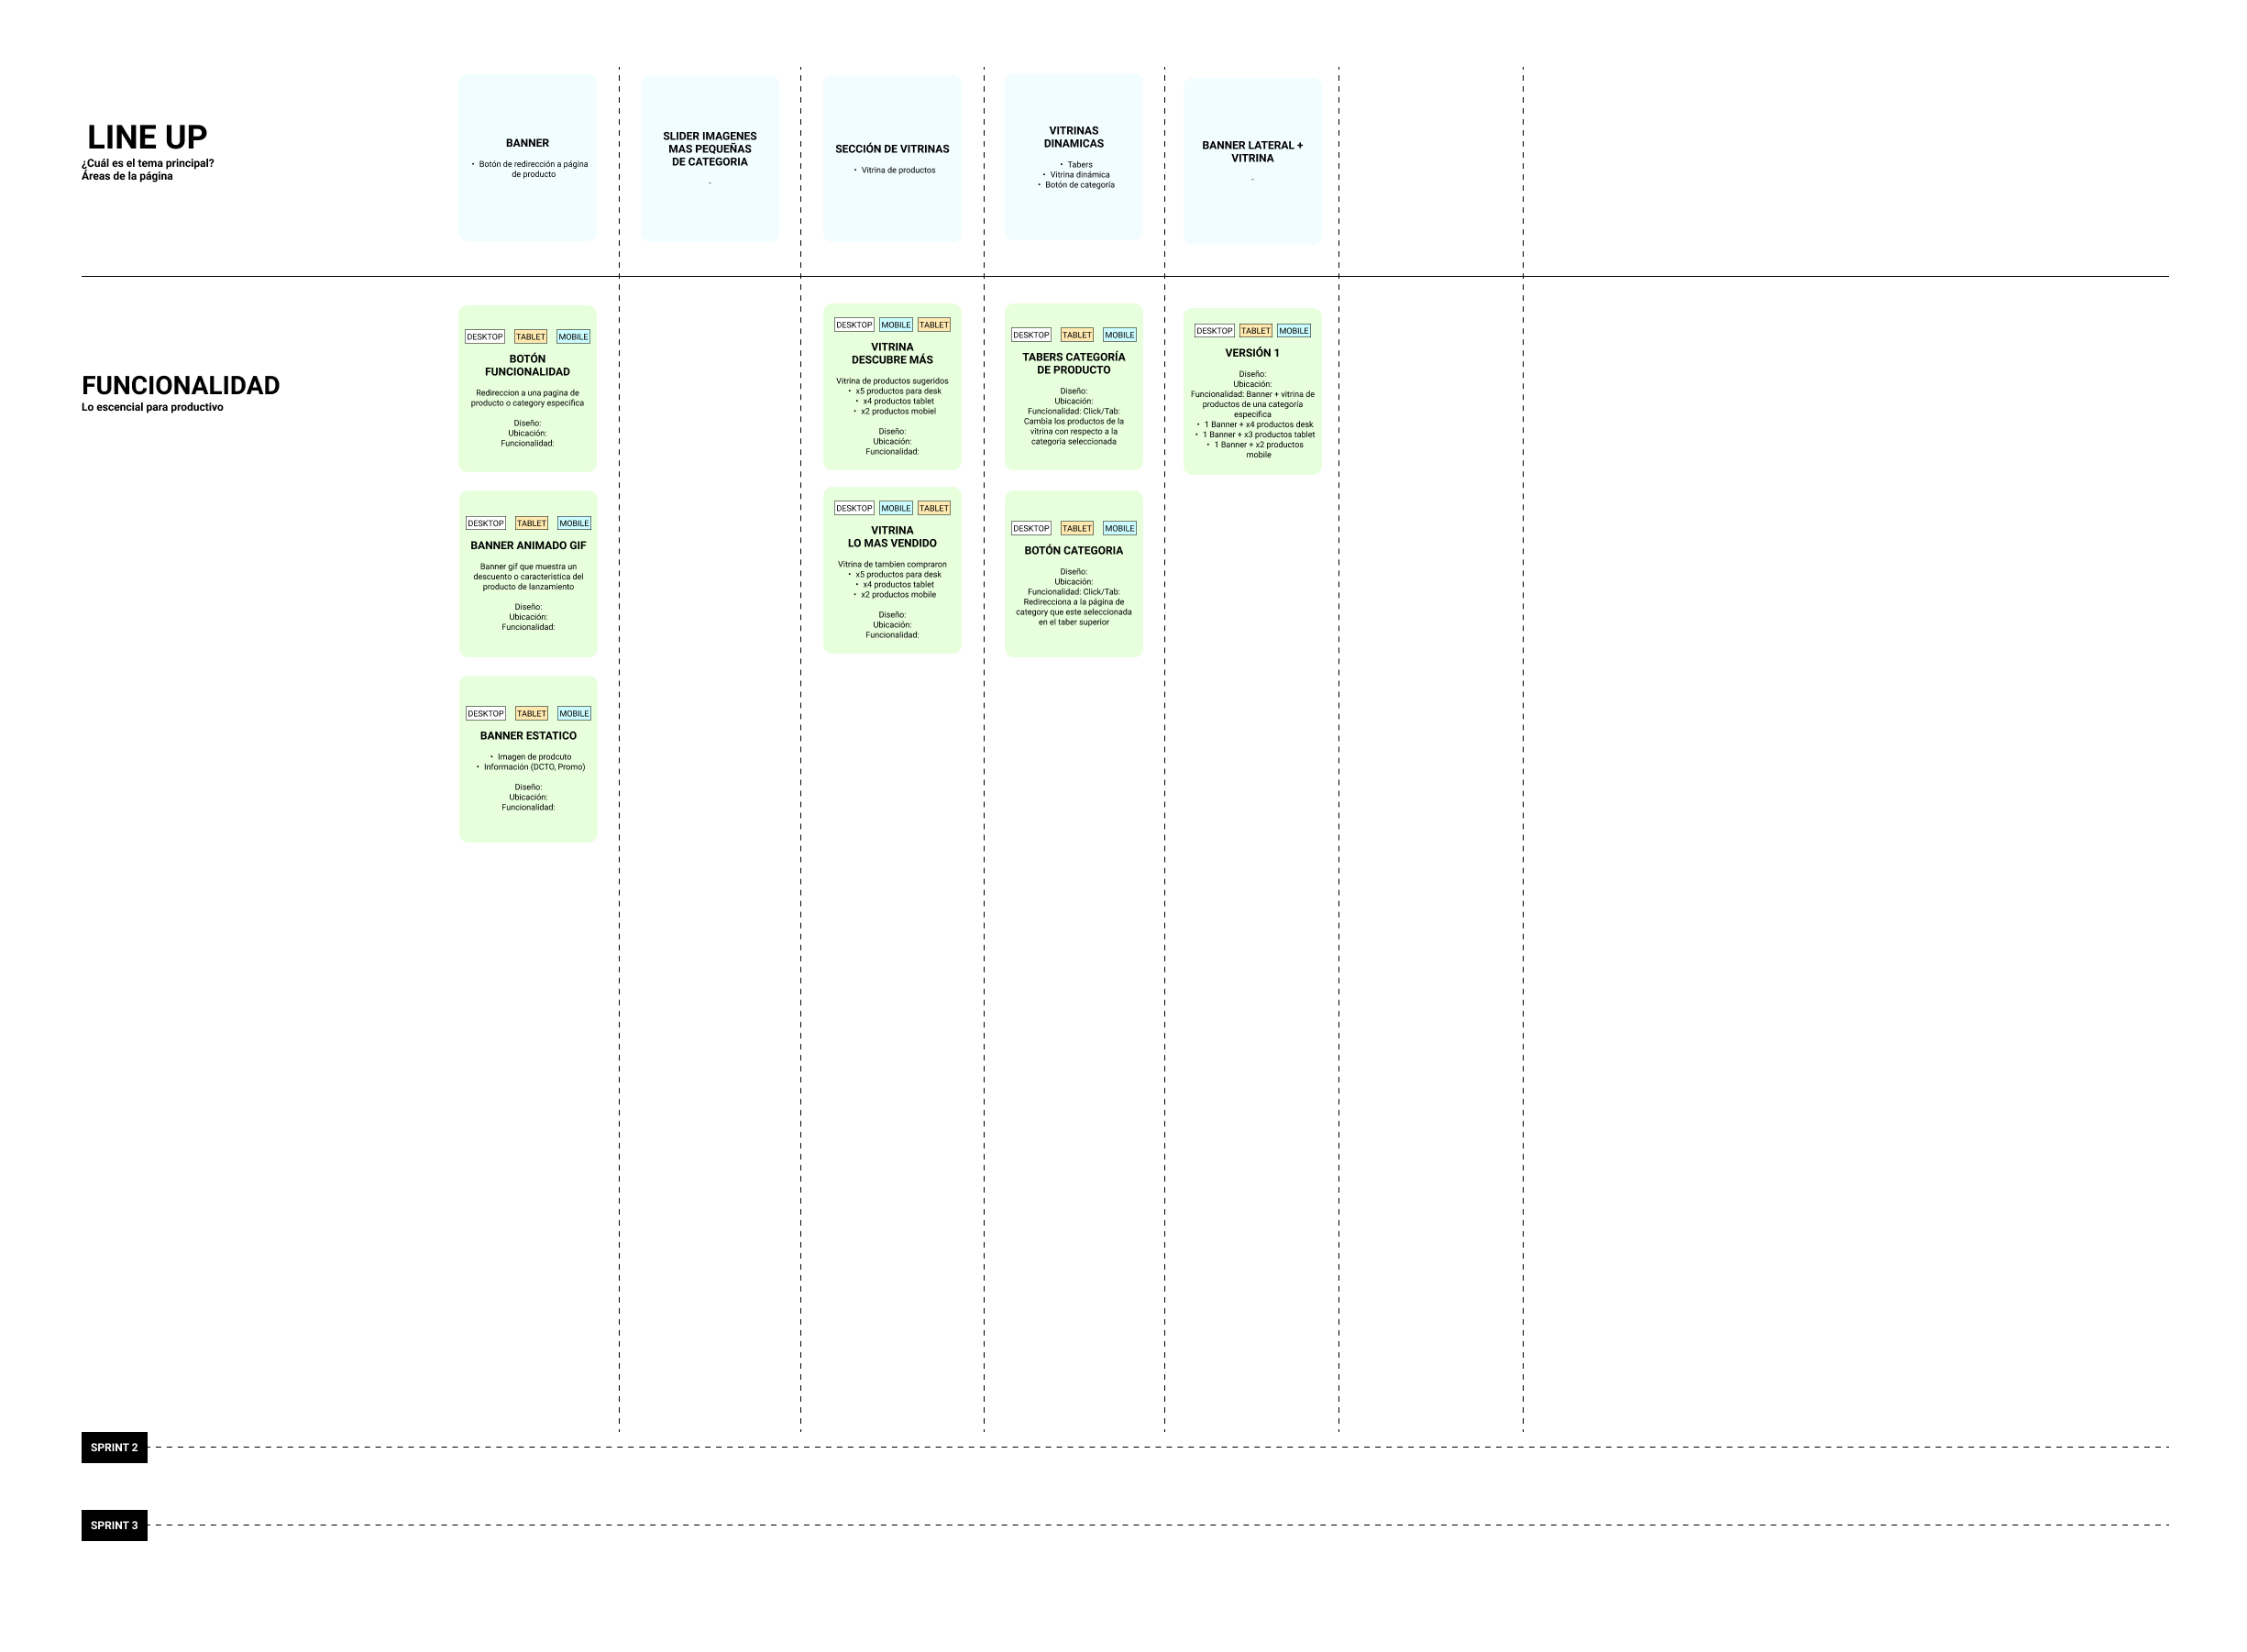 LINE UP
¿Cuál es el tema principal?
Áreas de la página
BANNER
• Botón de redirección a página
de producto
SLIDER IMAGENES
MAS PEQUEÑAS
DE CATEGORIA
-
SECCIÓN DE VITRINAS
• Vitrina de productos
VITRINAS
DINAMICAS
• Tabers
• Vitrina dinámica
• Botón de categoría
BANNER LATERAL +
VITRINA
-
FUNCIONALIDAD
Lo escencial para productivo
DESKTOP TABLET MOBILE
BOTÓN
FUNCIONALIDAD
Redireccion a una pagina de
producto o category especifica
Diseño:
Ubicación:
Funcionalidad:
DESKTOP TABLET MOBILE
BANNER ANIMADO GIF
Banner gif que muestra un
descuento o caracteristica del
producto de lanzamiento
Diseño:
Ubicación:
Funcionalidad:
DESKTOP TABLET MOBILE
BANNER ESTATICO
• Imagen de prodcuto
• Información (DCTO, Promo)
Diseño:
Ubicación:
Funcionalidad:
DESKTOP MOBILE TABLET
VITRINA
DESCUBRE MÁS
Vitrina de productos sugeridos
• x5 productos para desk
• x4 productos tablet
• x2 productos mobiel
Diseño:
Ubicación:
Funcionalidad:
DESKTOP MOBILE TABLET
VITRINA
LO MAS VENDIDO
Vitrina de tambien compraron
• x5 productos para desk
• x4 productos tablet
• x2 productos mobile
Diseño:
Ubicación:
Funcionalidad:
DESKTOP TABLET MOBILE
TABERS CATEGORÍA
DE PRODUCTO
Diseño:
Ubicación:
Funcionalidad: Click/Tab:
Cambia los productos de la
vitrina con respecto a la
categoria seleccionada
DESKTOP TABLET MOBILE
BOTÓN CATEGORIA
Diseño:
Ubicación:
Funcionalidad: Click/Tab:
Redirecciona a la página de
category que este seleccionada
en el taber superior
DESKTOP TABLET MOBILE
VERSIÓN 1
Diseño:
Ubicación:
Funcionalidad: Banner + vitrina de
productos de una categoría
especifica
• 1 Banner + x4 productos desk
• 1 Banner + x3 productos tablet
• 1 Banner + x2 productos
mobile
SPRINT 2
SPRINT 3